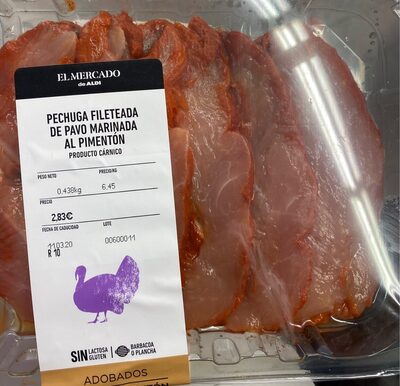 EL MERCADO
de ALDI
PECHUGA FILETEADA
DE PAVO MARINADA
AL PIMENTÓN
PRODUCTO CÁRNICO
PESO NETO PRECIO/KG
0.438kg 6.45
PRECIO
2,83€
FECHA DE CADUCIDAD LOTE
11.03.20 00600011
R 10
SIN LACTOSA GLUTEN BARBACOA O PLANCHA
ADOBADOS